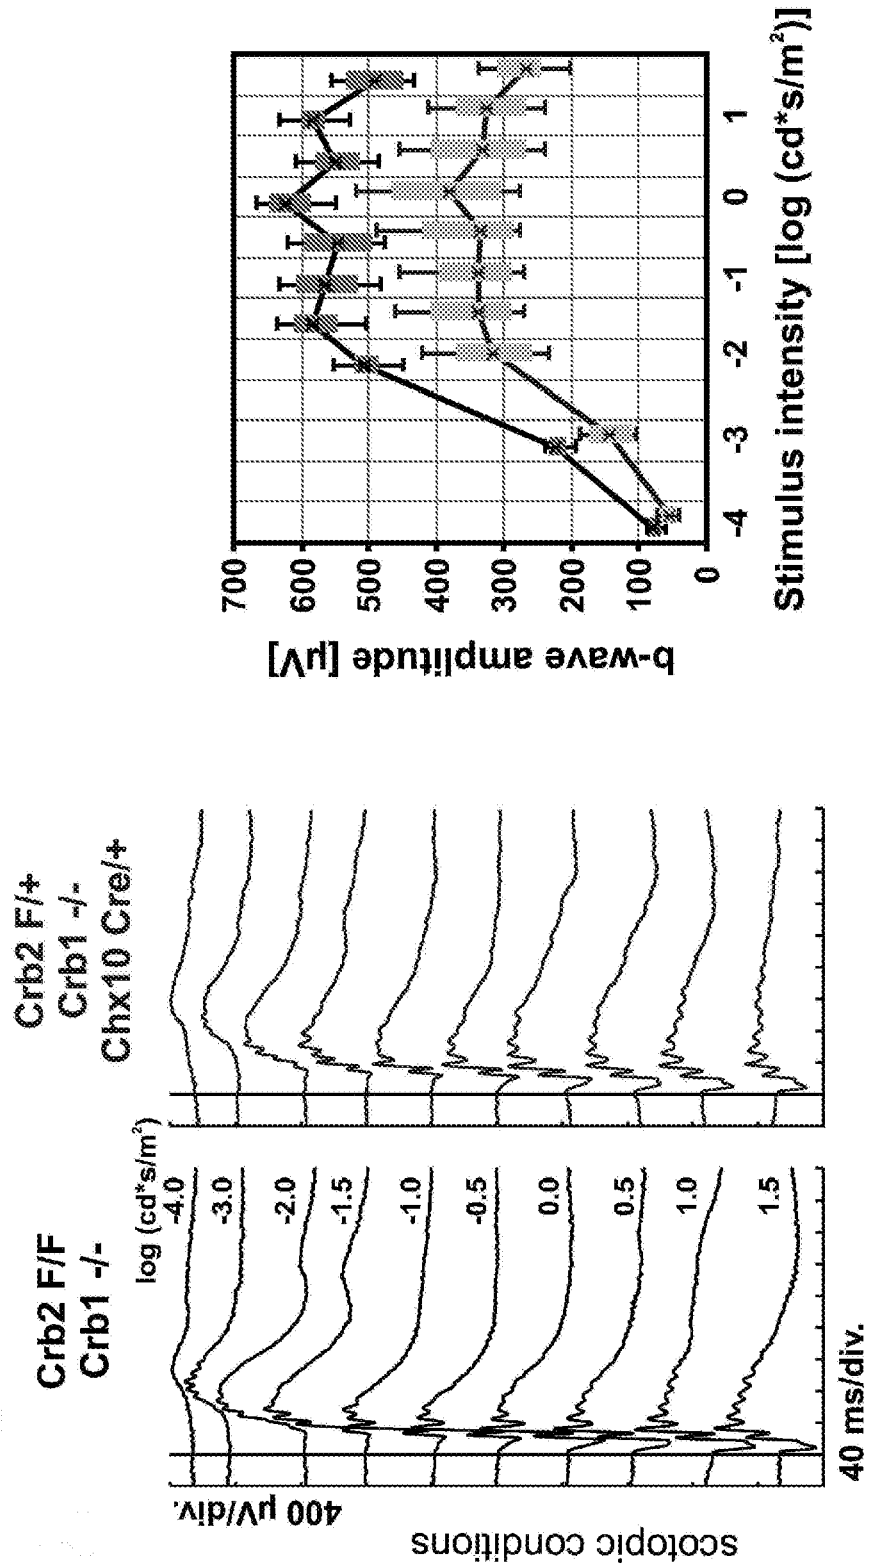 Crb2 F/F
Crb1 -/-
Crb2 F/+
Crb1 -/-
Chx10 Cre/+
log (cd*s/m²)
-4.0
-3.0
-2.0
-1.5
-1.0
-0.5
0.0
0.5
1.0
1.5
400 µV/div.
scotopic conditions
40 ms/div.
b-wave amplitude [µV]
700
600
500
400
300
200
100
0
-4 -3 -2 -1 0 1
Stimulus intensity [log (cd*s/m²)]